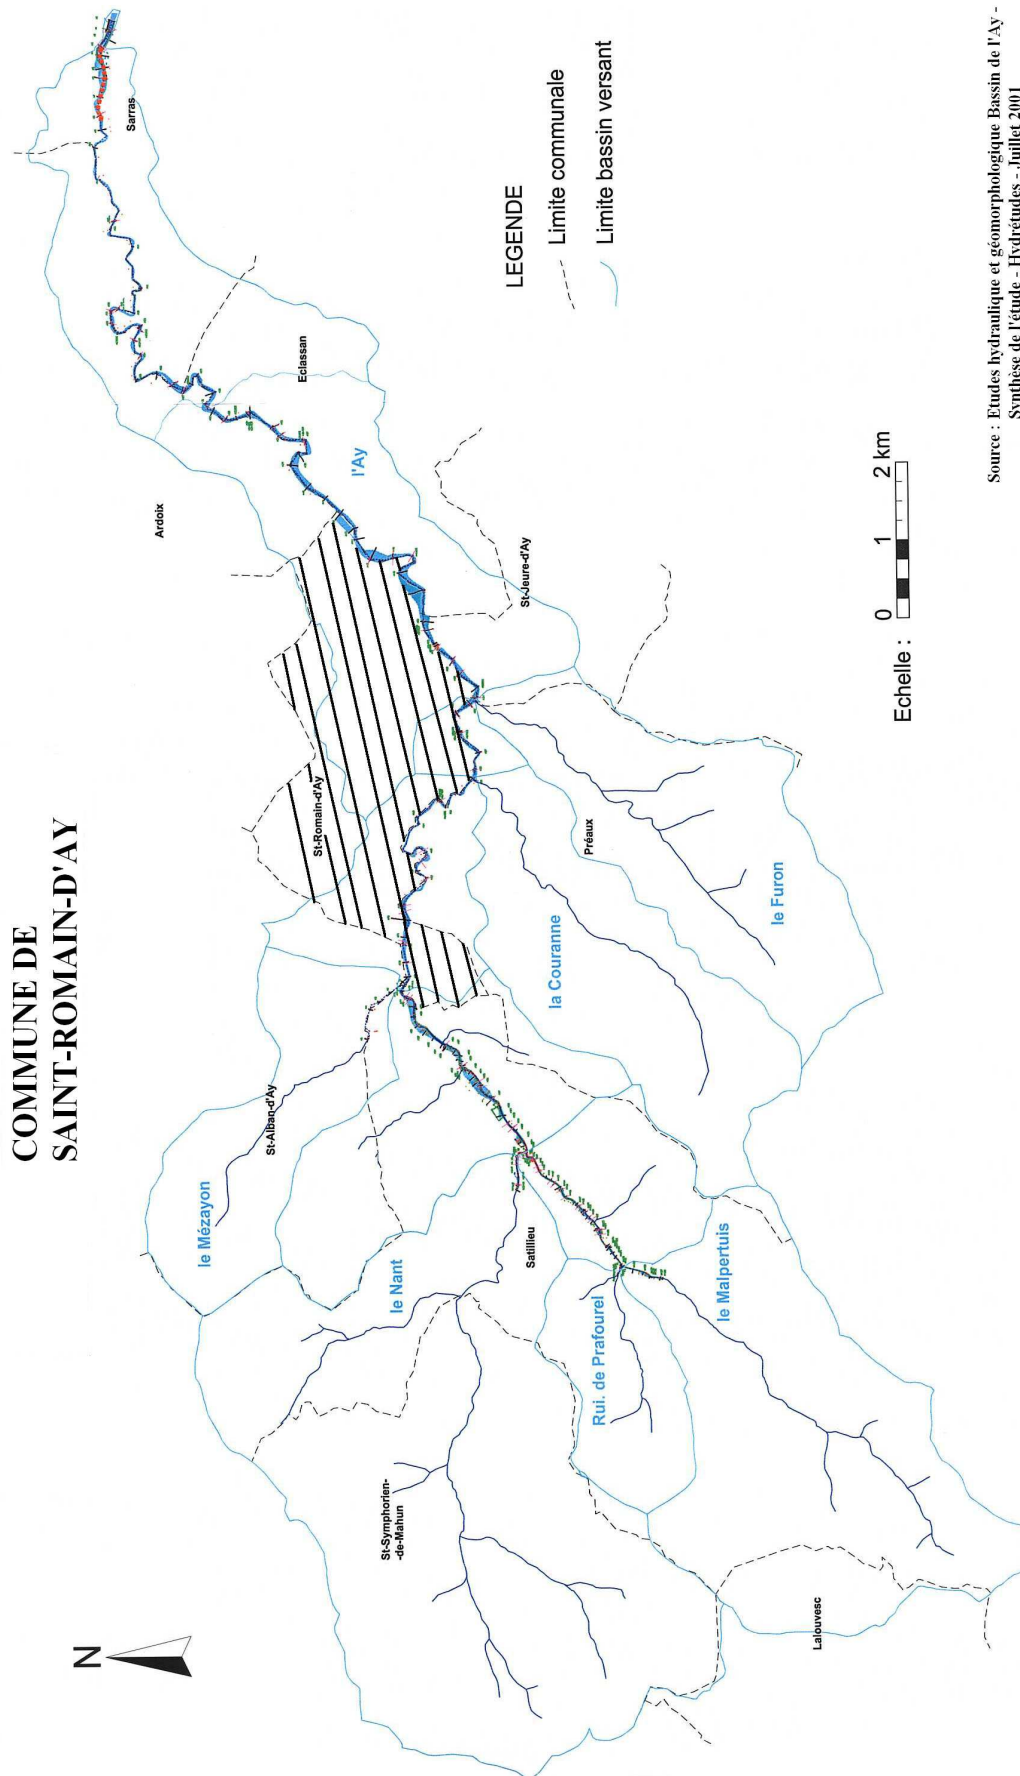 COMMUNE DE
SAINT-ROMAIN-D'AY
N
Sarras
Ardoix
Eclassan
l'Ay
St-Jeure-d'Ay
St-Romain-d'Ay
Préaux
le Furon
la Couranne
St-Alban-d'Ay
le Mézayon
le Nant
Satillieu
Rui. de Prafourel
le Malpertuis
St-Symphorien-
-de-Mahun
Lalouvesc
LEGENDE
Limite communale
Limite bassin versant
Echelle :
0 1 2 km
Source : Etudes hydraulique et géomorphologique Bassin de l'Ay -
Synthèse de l'étude - Hydrétudes - Juillet 2001